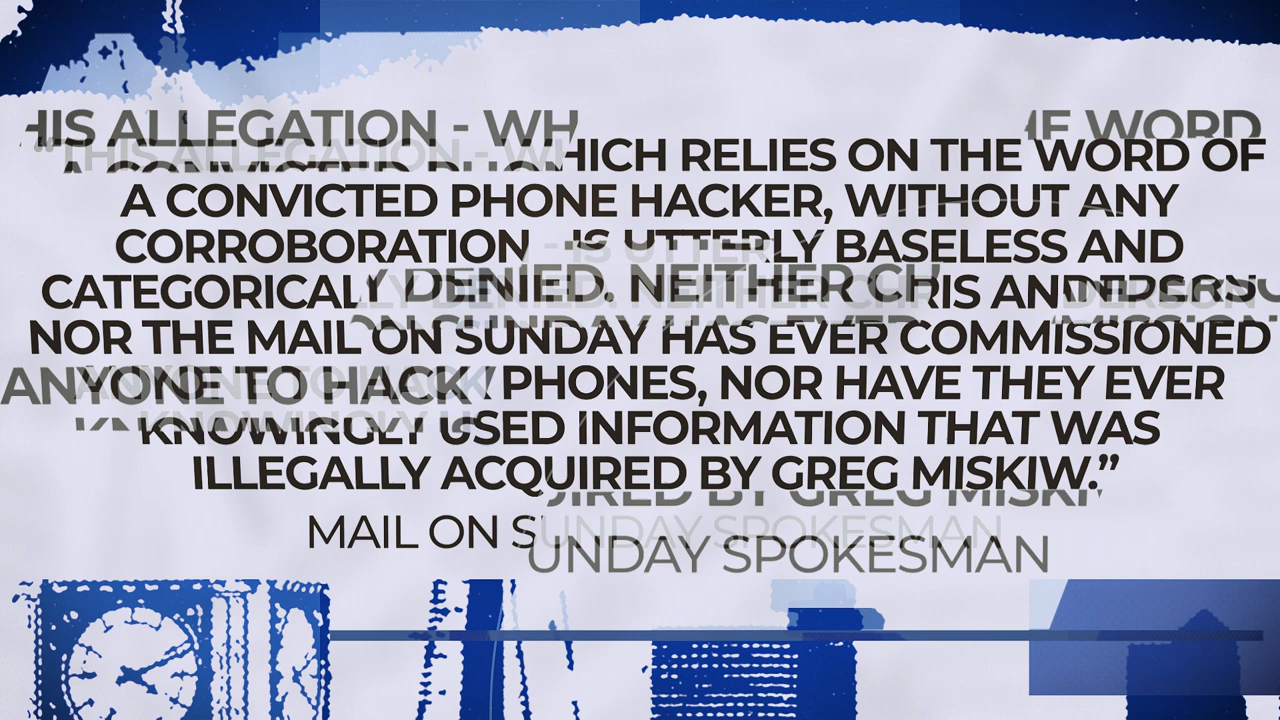 "THIS ALLEGATION - WHICH RELIES ON THE WORD OF
A CONVICTED PHONE HACKER, WITHOUT ANY
CORROBORATION - IS UTTERLY BASELESS AND
CATEGORICALLY DENIED. NEITHER CHRIS ANDERSON
NOR THE MAIL ON SUNDAY HAS EVER COMMISSIONED
ANYONE TO HACK PHONES, NOR HAVE THEY EVER
KNOWINGLY USED INFORMATION THAT WAS
ILLEGALLY ACQUIRED BY GREG MISKIW."
MAIL ON SUNDAY SPOKESMAN